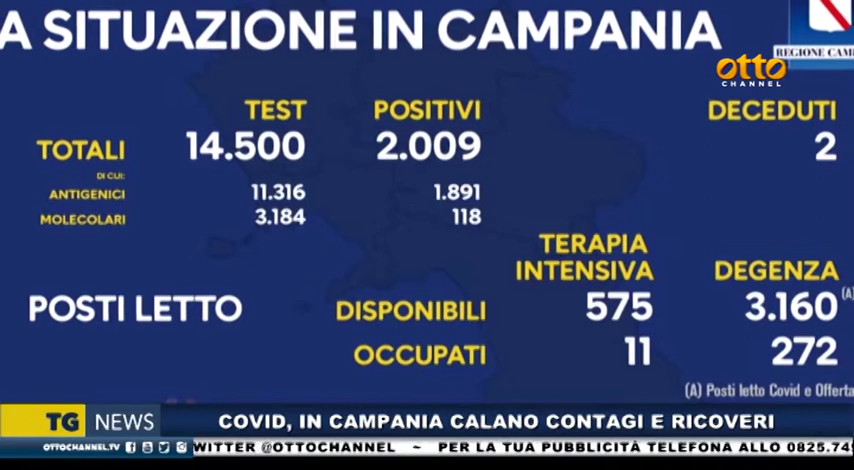 A SITUAZIONE IN CAMPANIA
REGIONE CAM
otto
CHANNEL
TEST POSITIVI DECEDUTI
TOTALI 14.500 2.009 2
DI CUI:
ANTIGENICI 11.316 1.891
MOLECOLARI 3.184 118
TERAPIA
INTENSIVA DEGENZA
POSTI LETTO DISPONIBILI 575 3.160 (A)
OCCUPATI 11 272
(A) Posti letto Covid e Offerta
TG NEWS COVID, IN CAMPANIA CALANO CONTAGI E RICOVERI
OTTOCHANNEL.TV WITTER @OTTOCHANNEL ~ PER LA TUA PUBBLICITÀ TELEFONA ALLO 0825.74